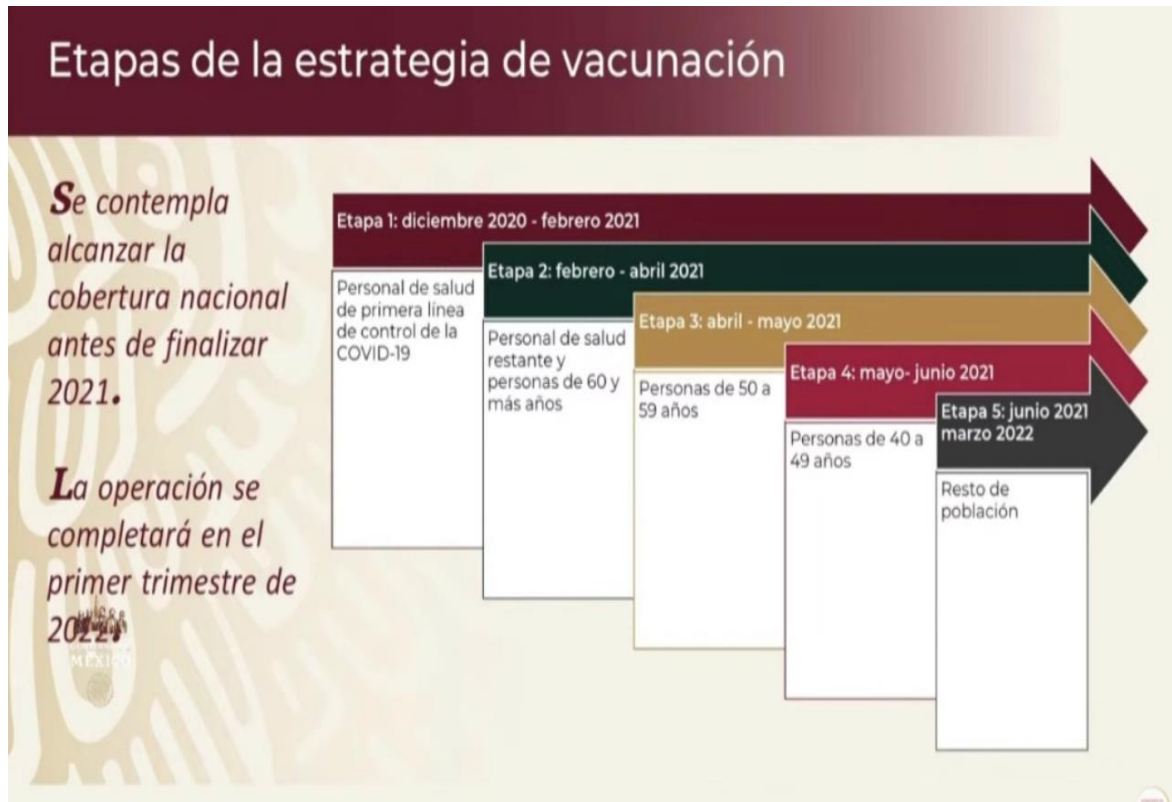 Etapas de la estrategia de vacunación
Se contempla
alcanzar la
cobertura nacional
antes de finalizar
2021.
La operación se
completará en el
primer trimestre de
2022.
MÉXICO
Etapa 1: diciembre 2020 - febrero 2021
Personal de salud
de primera línea
de control de la
COVID-19
Etapa 2: febrero - abril 2021
Personal de salud
restante y
personas de 60 y
más años
Etapa 3: abril - mayo 2021
Personas de 50 a
59 años
Etapa 4: mayo- junio 2021
Personas de 40 a
49 años
Etapa 5: junio 2021
marzo 2022
Resto de
población